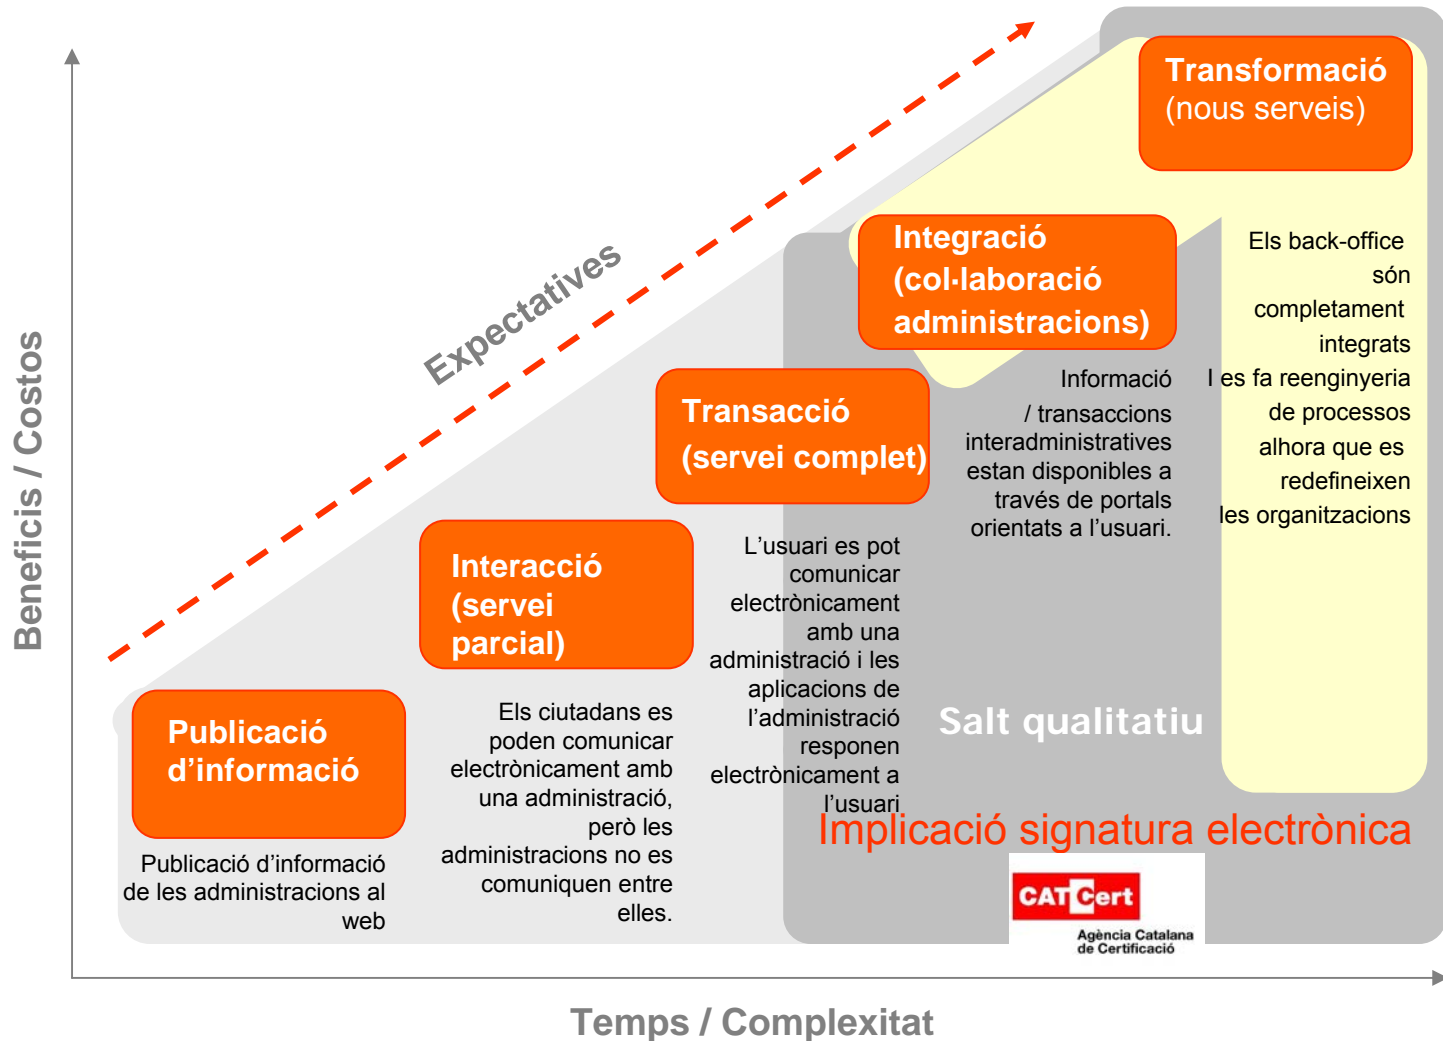 Transformació
(nous serveis)
Integració
(col·laboració
administracions)
Els back-office
són
completament
integrats
I es fa reenginyeria
de processos
alhora que es
redefineixen
les organitzacions
Expectatives
Informació
/ transaccions
interadministratives
estan disponibles a
través de portals
orientats a l’usuari.
Transacció
(servei complet)
L’usuari es pot
comunicar
electrònicament
amb una
administració i les
aplicacions de
l’administració
responen
electrònicament a
l’usuari
Interacció
(servei
parcial)
Els ciutadans es
poden comunicar
electrònicament amb
una administració,
però les
administracions no es
comuniquen entre
elles.
Publicació
d’informació
Publicació d’informació
de les administracions al
web
Salt qualitatiu
Implicació signatura electrònica
CATCert
Agència Catalana
de Certificació
Beneficis / Costos
Temps / Complexitat